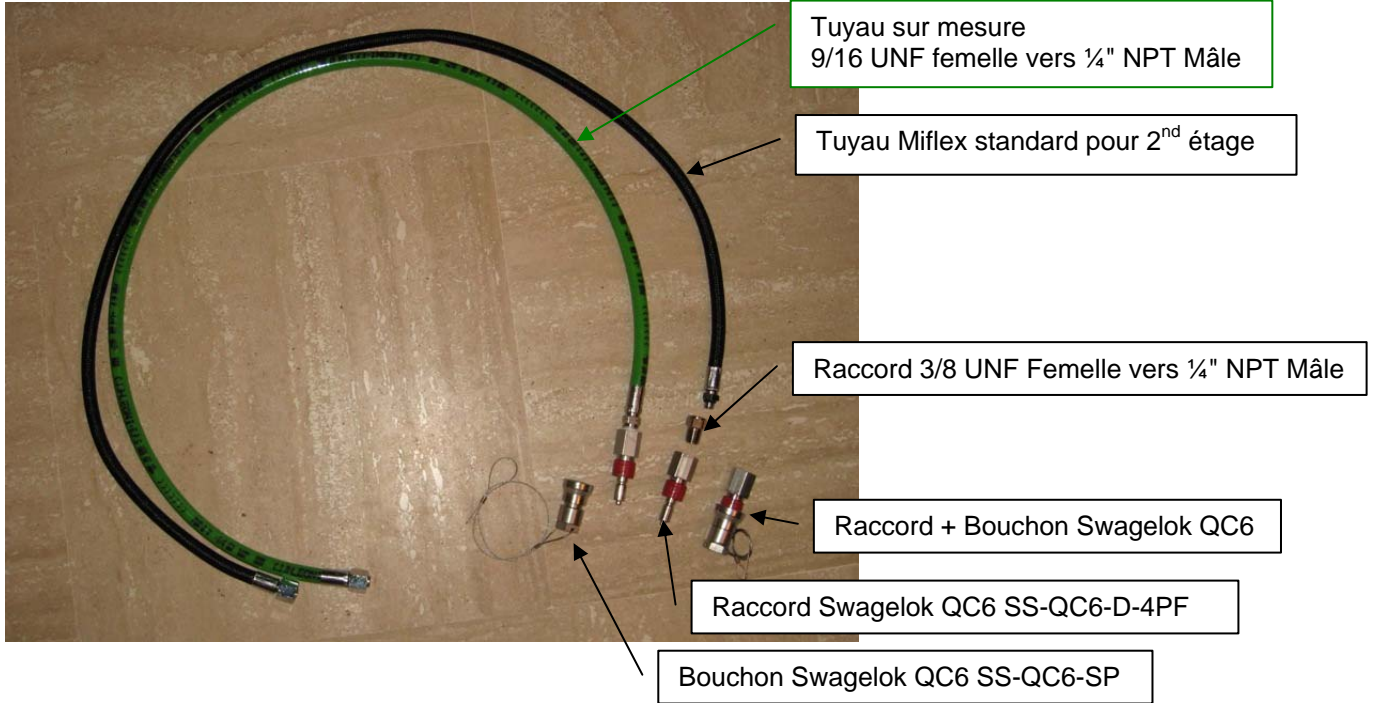 Tuyau sur mesure
9/16 UNF femelle vers ¼" NPT Mâle
Tuyau Miflex standard pour 2nd étage
Raccord 3/8 UNF Femelle vers ¼" NPT Mâle
Raccord + Bouchon Swagelok QC6
Raccord Swagelok QC6 SS-QC6-D-4PF
Bouchon Swagelok QC6 SS-QC6-SP